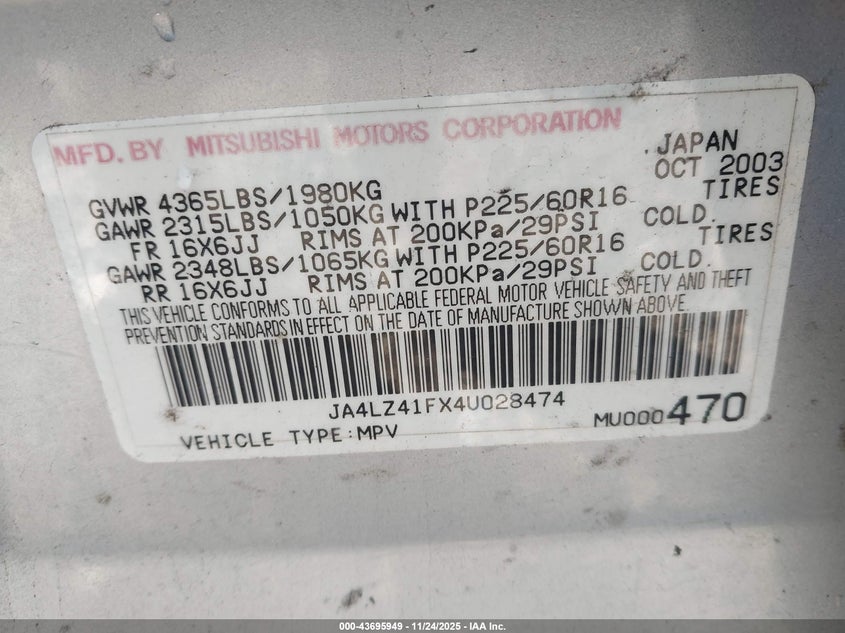 MFD. BY MITSUBISHI MOTORS CORPORATION
JAPAN
OCT 2003
GVWR 4365LBS/1980KG
GAWR 2315LBS/1050KG WITH P225/60R16 TIRES
FR 16X6JJ RIMS AT 200KPa/29PSI COLD.
GAWR 2348LBS/1065KG WITH P225/60R16 TIRES
RR 16X6JJ RIMS AT 200KPa/29PSI COLD.
THIS VEHICLE CONFORMS TO ALL APPLICABLE FEDERAL MOTOR VEHICLE SAFETY AND THEFT
PREVENTION STANDARDS IN EFFECT ON THE DATE OF MANUFACTURE SHOWN ABOVE.
JA4LZ41FX4U028474
VEHICLE TYPE:MPV
MU000470
000-43695949 - 11/24/2025 - IAA Inc.